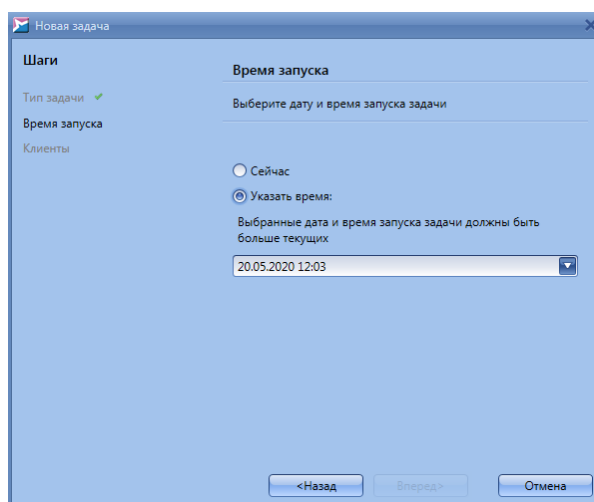 Новая задача
Шаги
Тип задачи
Время запуска
Клиенты
Время запуска
Выберите дату и время запуска задачи
Сейчас
Указать время:
Выбранные дата и время запуска задачи должны быть
больше текущих
20.05.2020 12:03
<Назад
Вперед>
Отмена